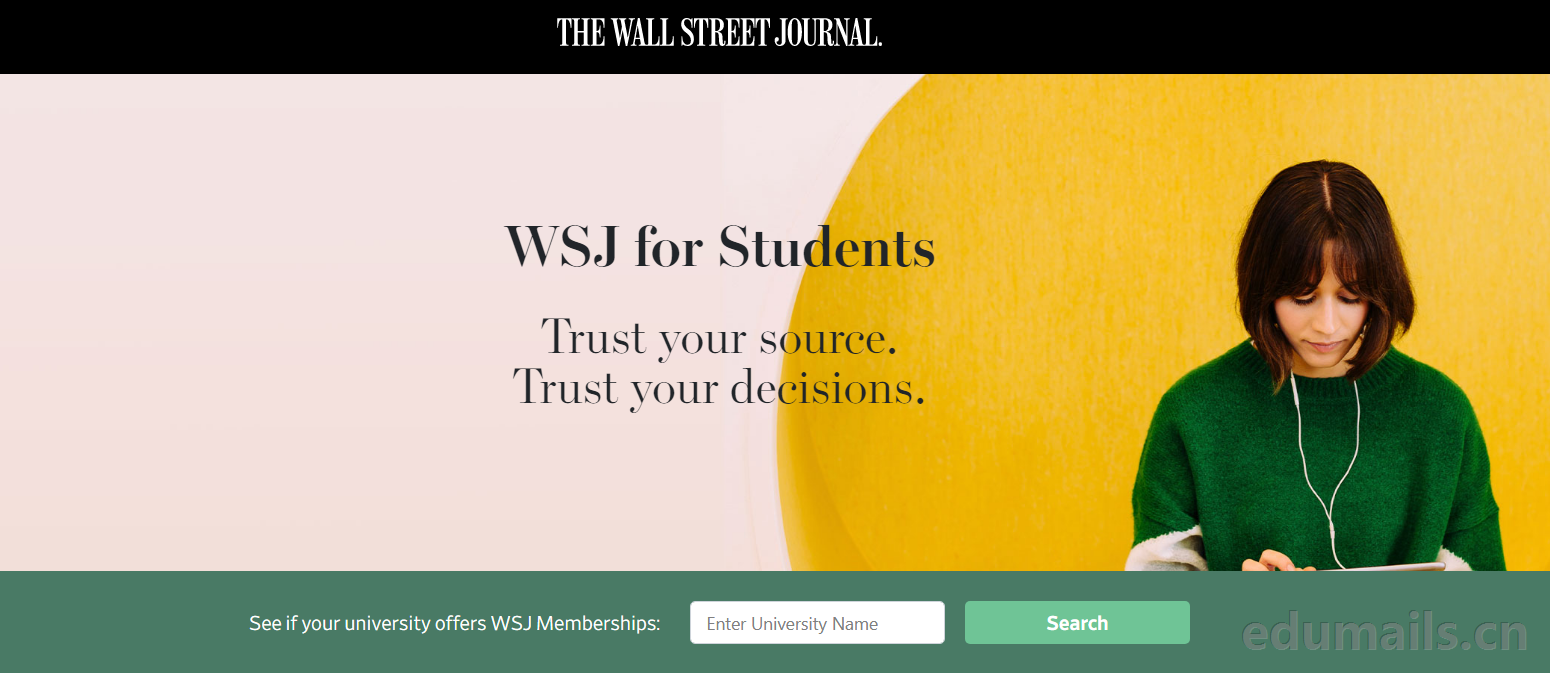 THE WALL STREET JOURNAL.
WSJ for Students
Trust your source.
Trust your decisions.
See if your university offers WSJ Memberships:
Enter University Name
Search
edumails.cn